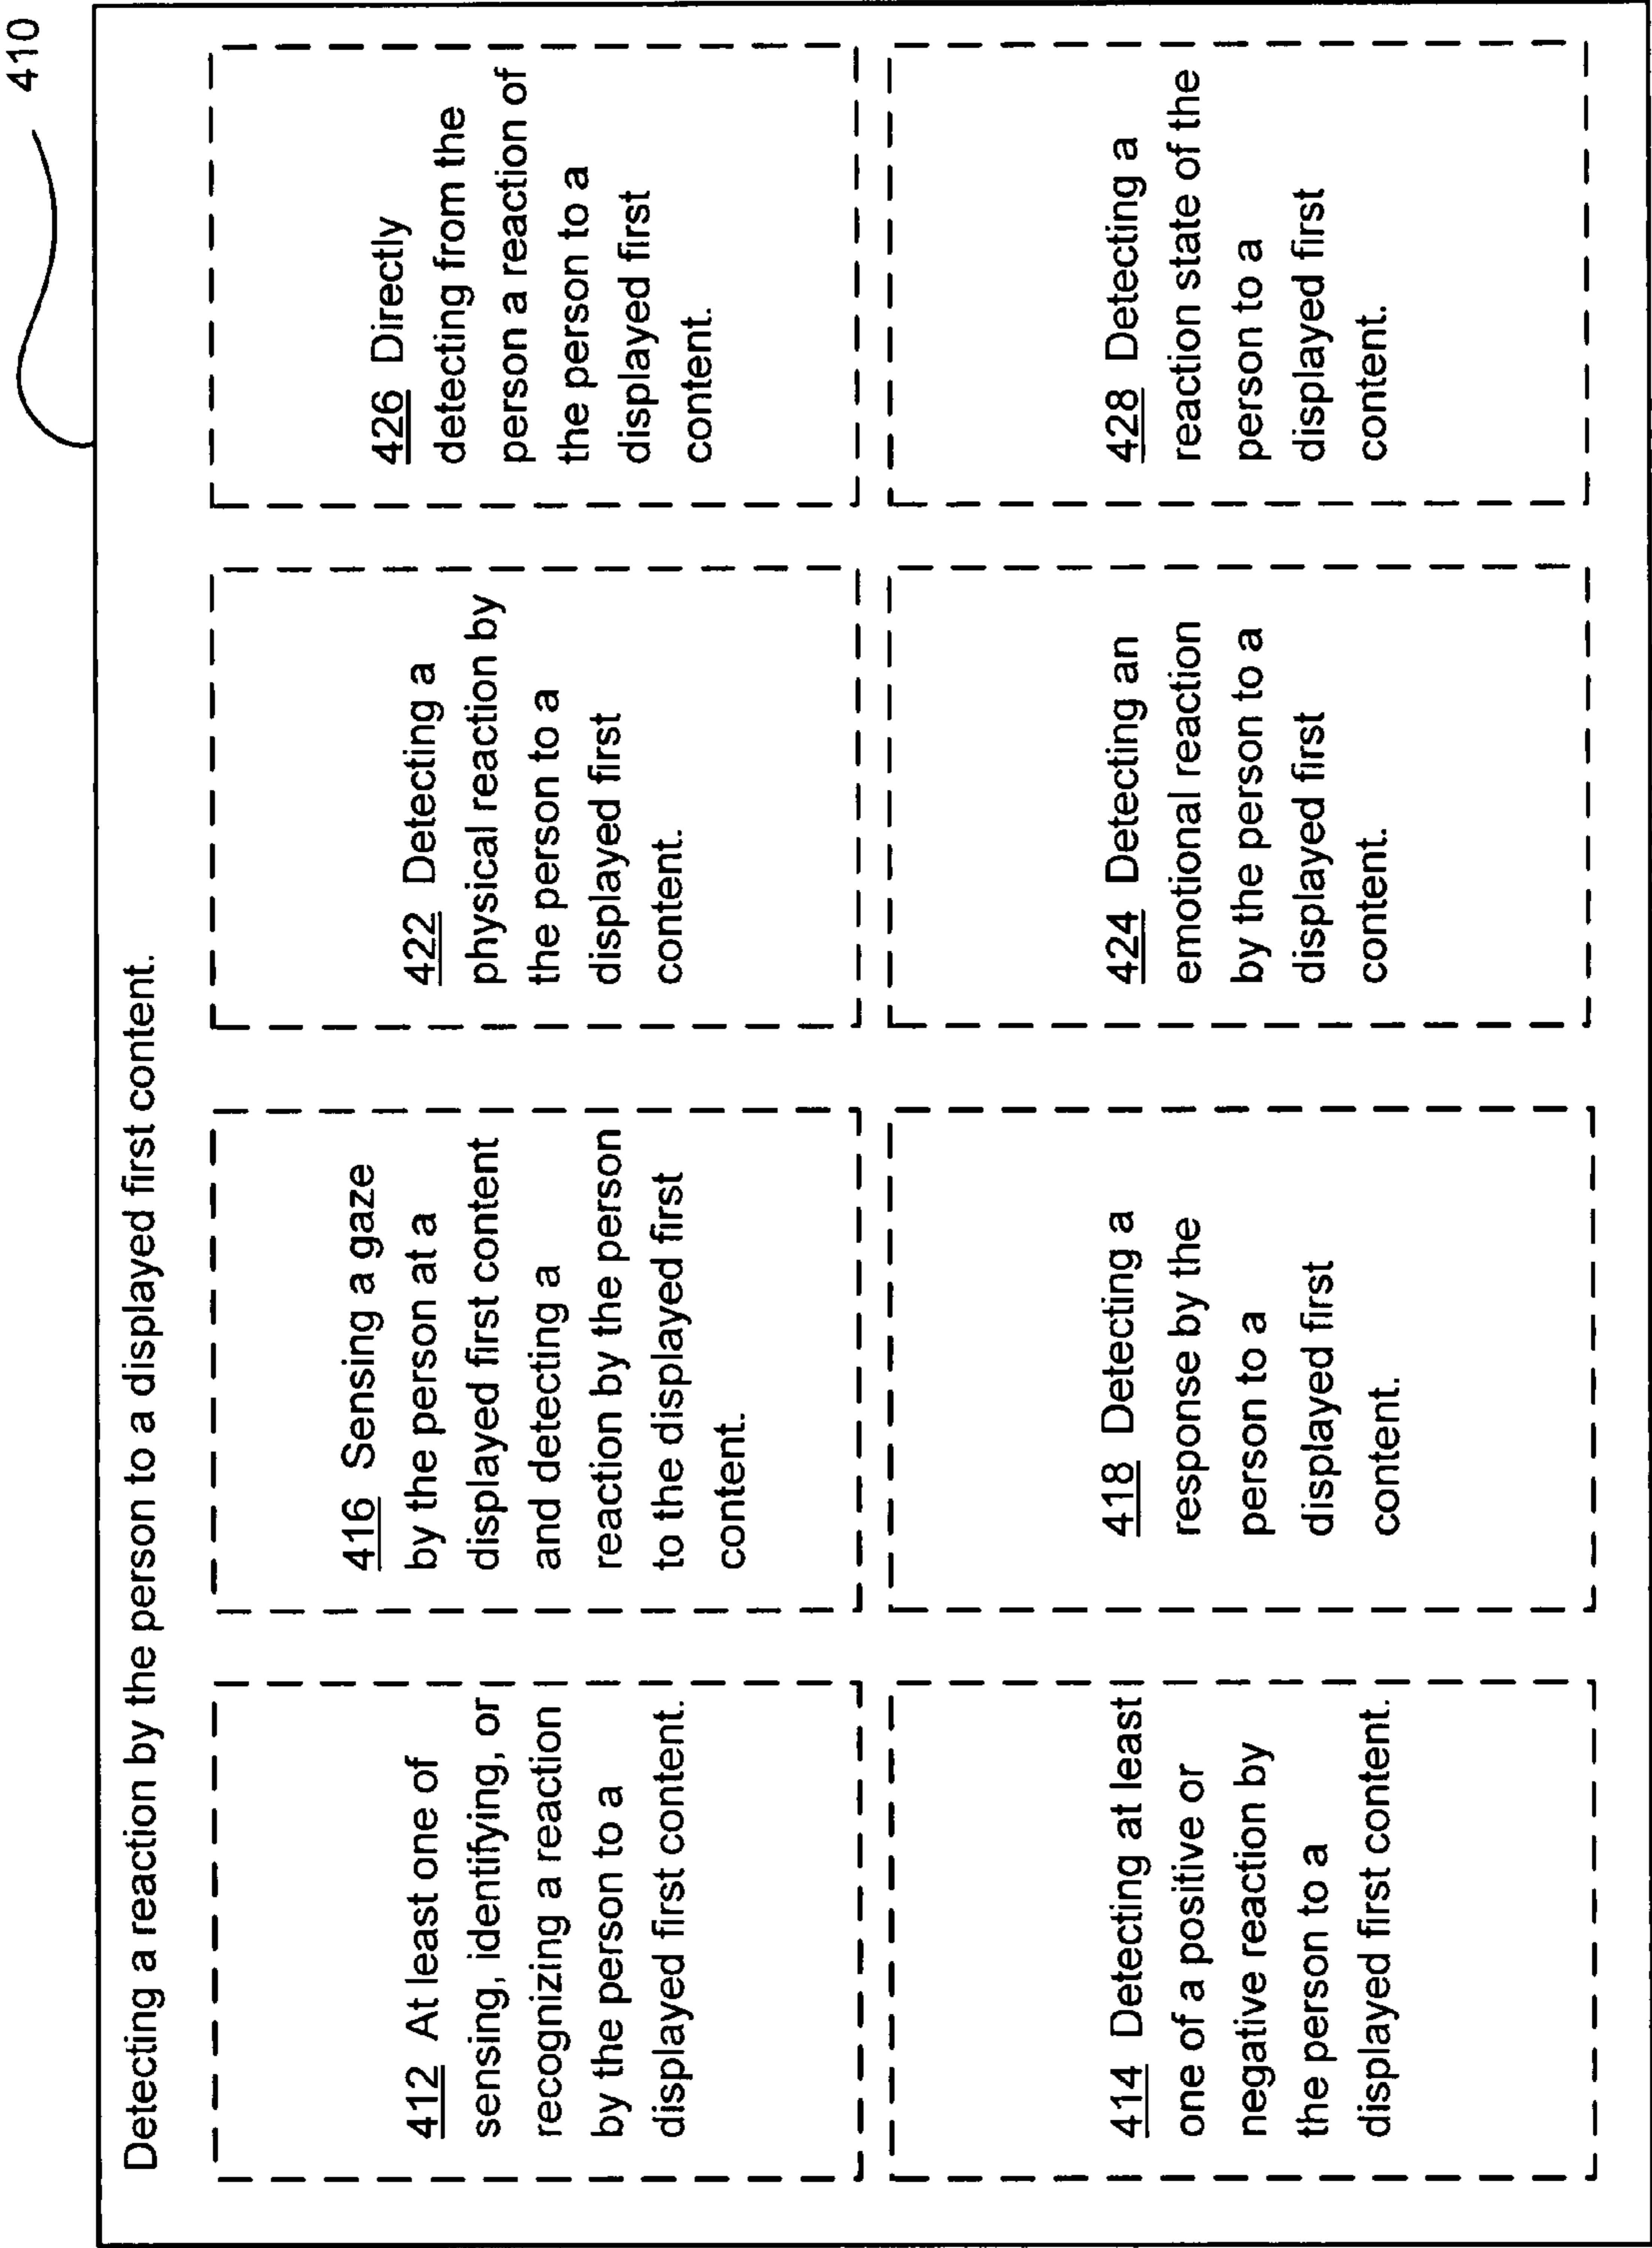 410
Detecting a reaction by the person to a displayed first content.
412 At least one of
sensing, identifying, or
recognizing a reaction
by the person to a
displayed first content.
416 Sensing a gaze
by the person at a
displayed first content
and detecting a
reaction by the person
to the displayed first
content.
422 Detecting a
physical reaction by
the person to a
displayed first
content.
426 Directly
detecting from the
person a reaction of
the person to a
displayed first
content.
414 Detecting at least
one of a positive or
negative reaction by
the person to a
displayed first content.
418 Detecting a
response by the
person to a
displayed first
content.
424 Detecting an
emotional reaction
by the person to a
displayed first
content.
428 Detecting a
reaction state of the
person to a
displayed first
content.